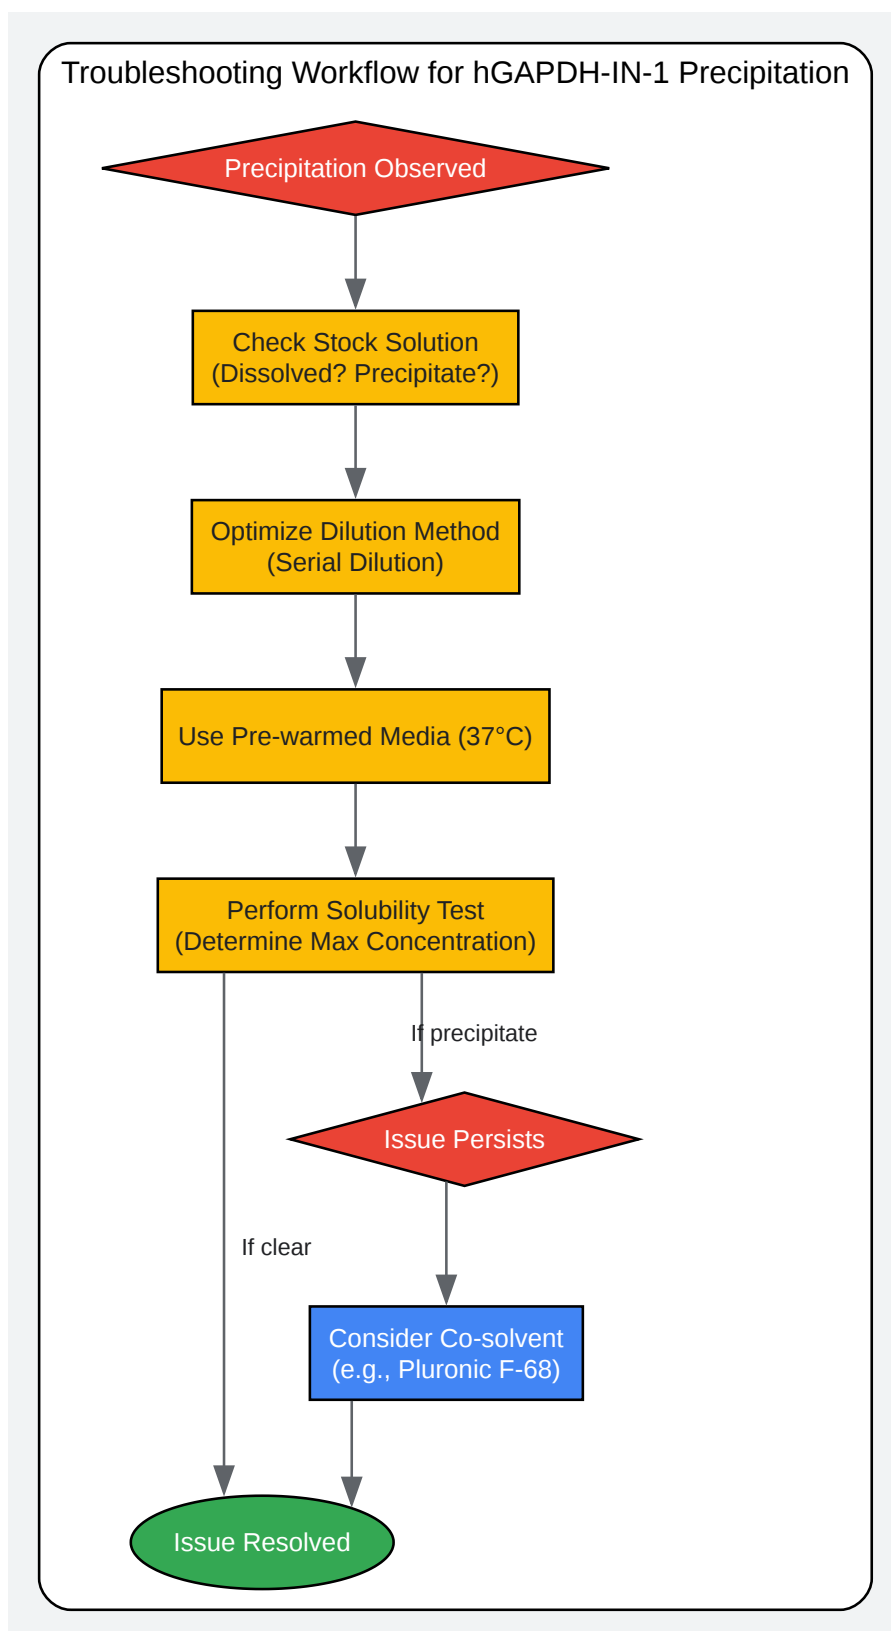 Troubleshooting Workflow for hGAPDH-IN-1 Precipitation
Precipitation Observed
Check Stock Solution
(Dissolved? Precipitate?)
Optimize Dilution Method
(Serial Dilution)
Use Pre-warmed Media (37°C)
Perform Solubility Test
(Determine Max Concentration)
If precipitate
Issue Persists
If clear
Consider Co-solvent
(e.g., Pluronic F-68)
Issue Resolved